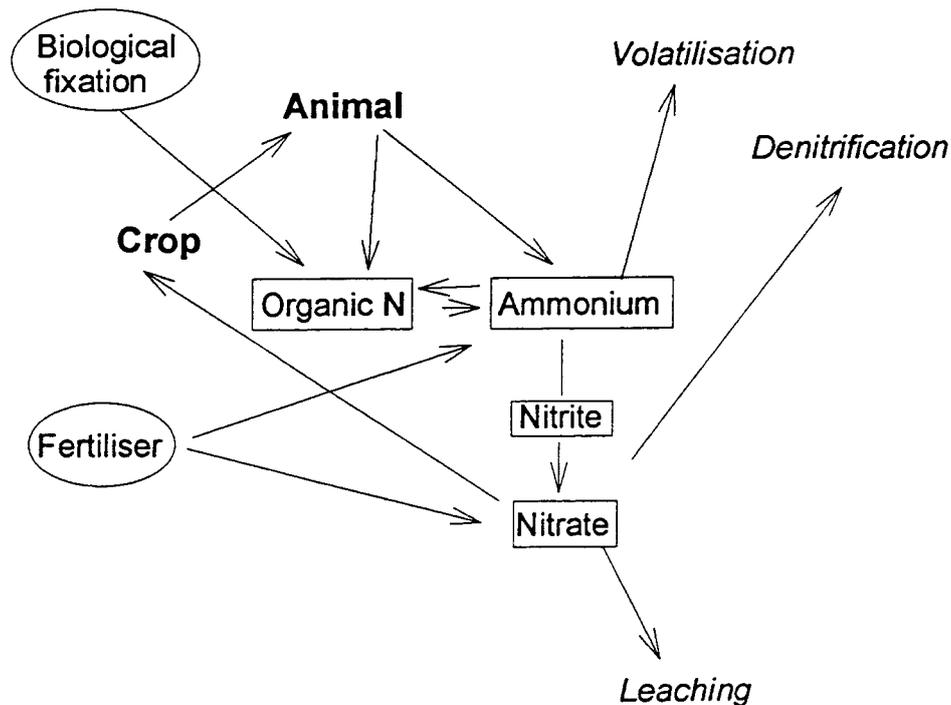 Biological
fixation
Volatilisation
Animal
Denitrification
Crop
Organic N
Ammonium
Nitrite
Fertiliser
Nitrate
Leaching